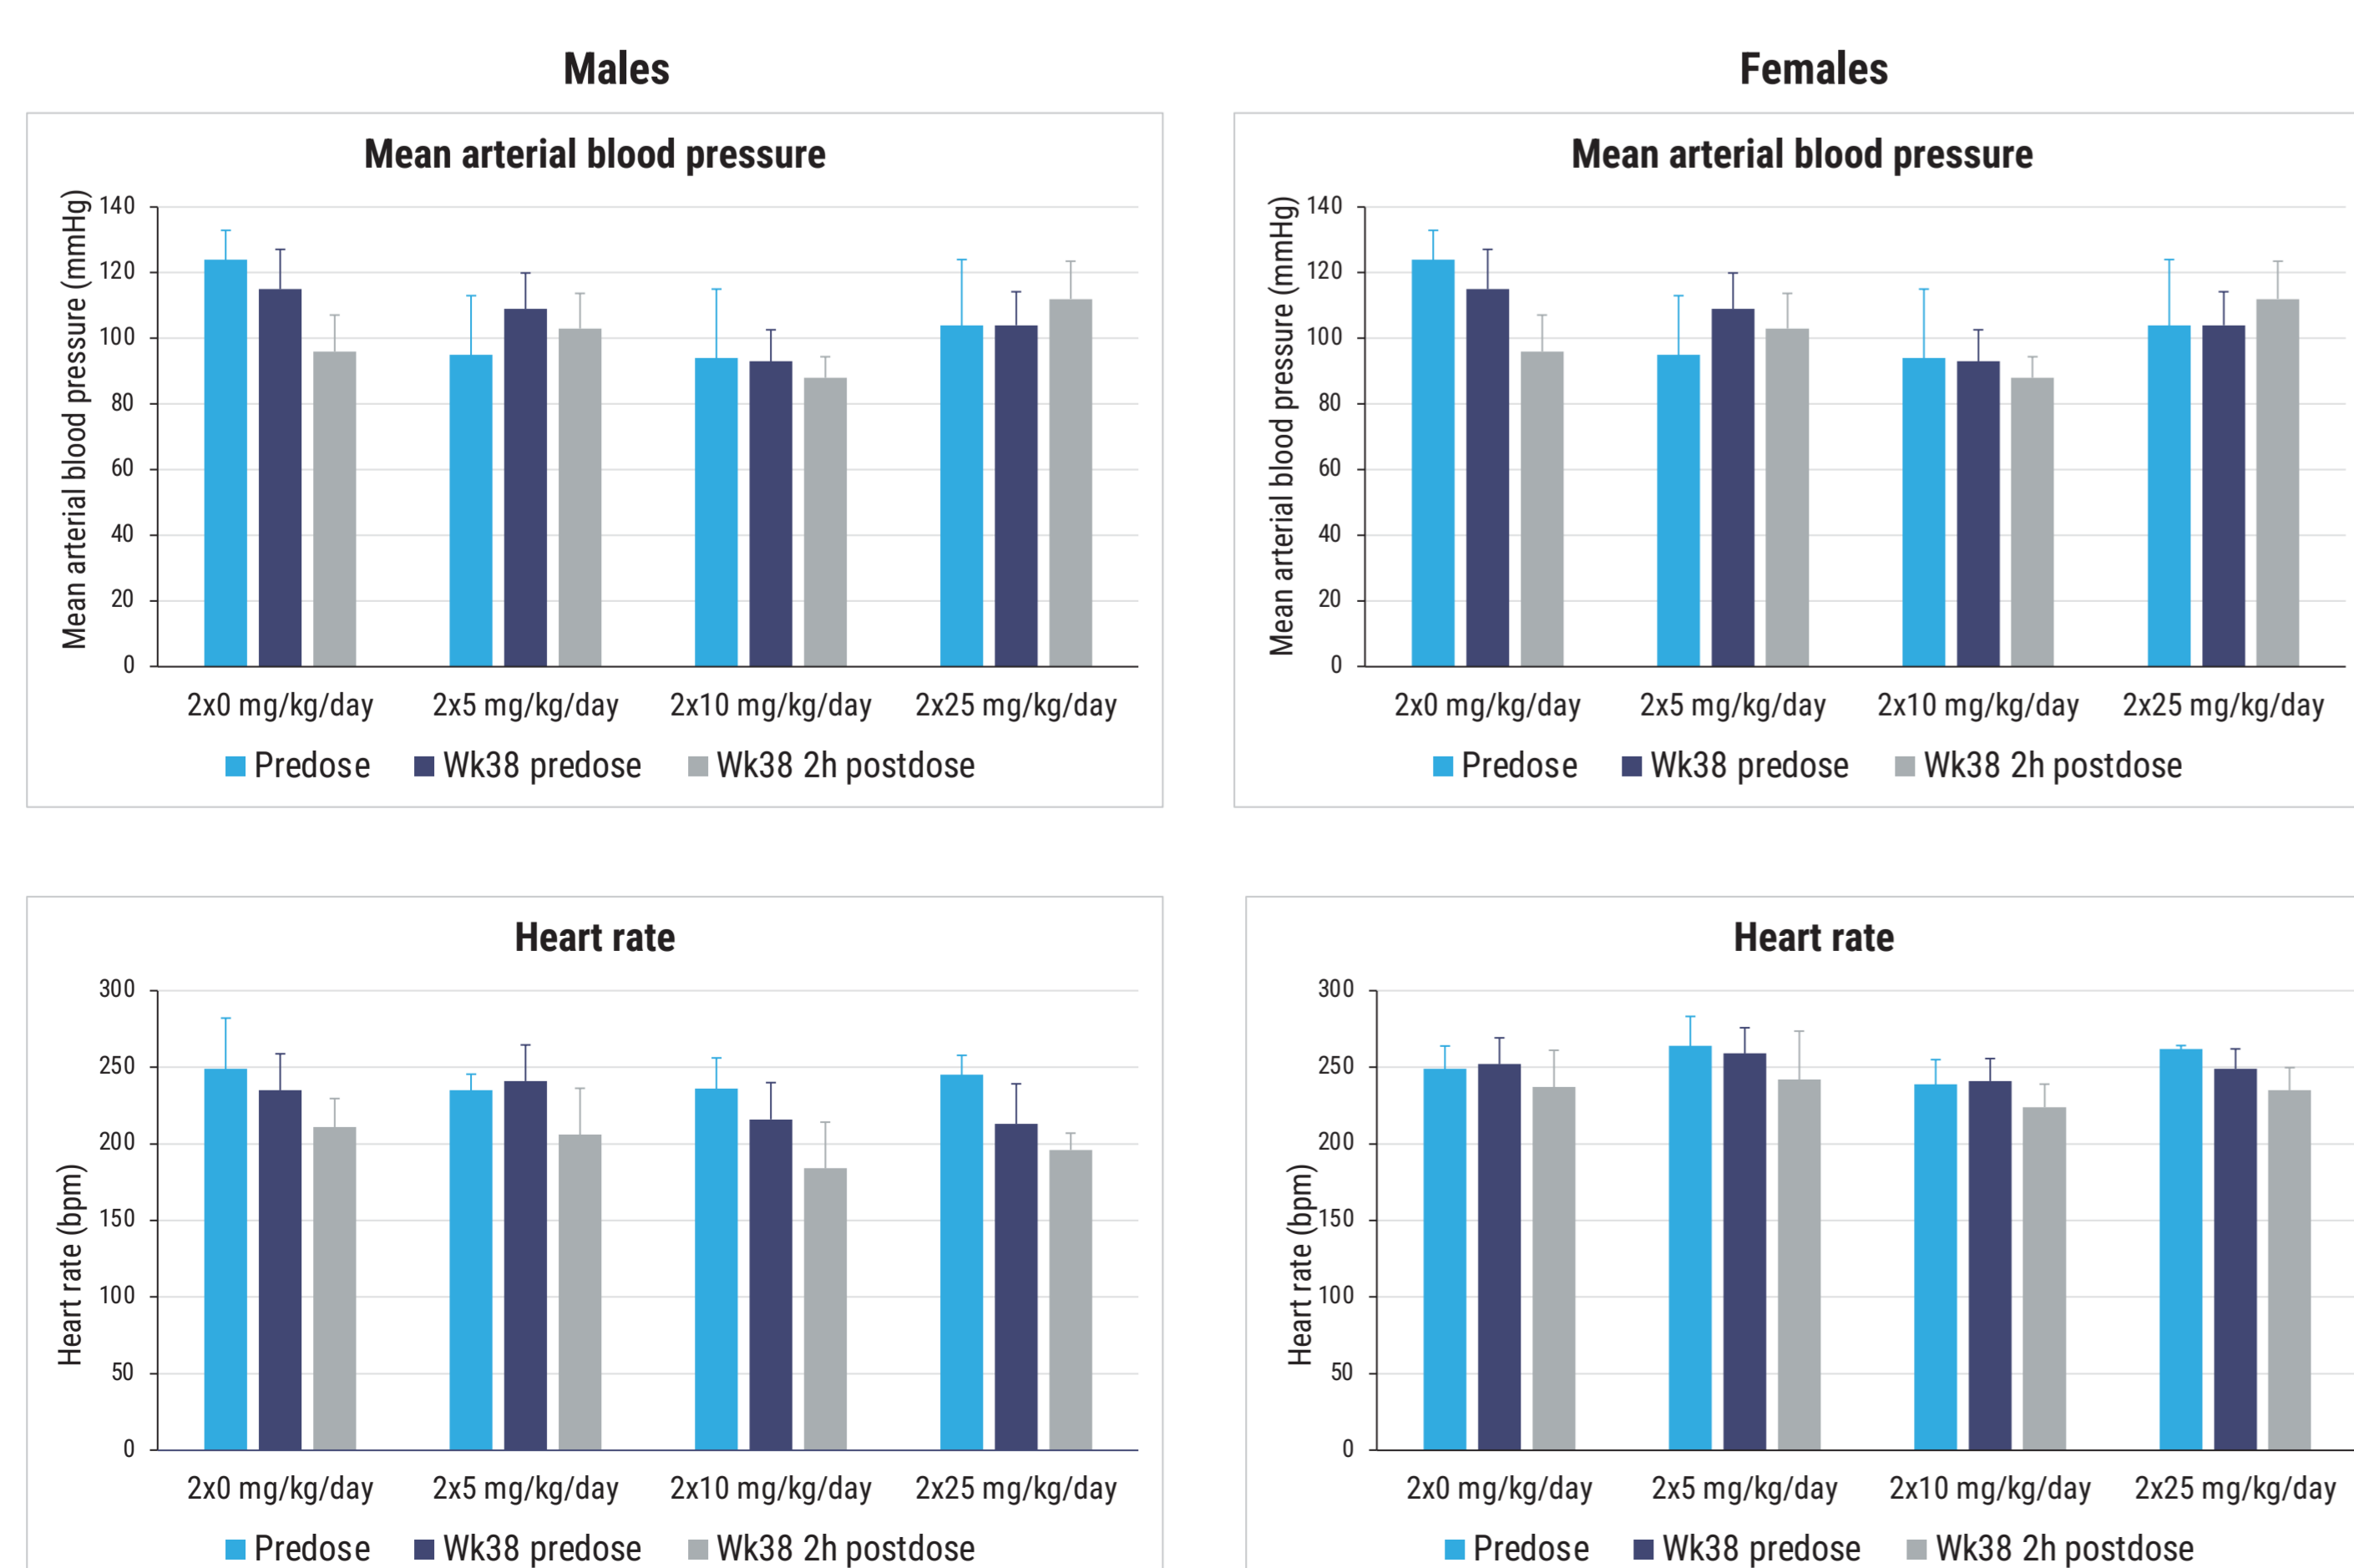 Males
Females
Mean arterial blood pressure
Mean arterial blood pressure (mmHg)
140
120
100
80
60
40
20
0
2x0 mg/kg/day 2x5 mg/kg/day 2x10 mg/kg/day 2x25 mg/kg/day
Predose Wk38 predose Wk38 2h postdose
Mean arterial blood pressure
Mean arterial blood pressure (mmHg)
140
120
100
80
60
40
20
0
2x0 mg/kg/day 2x5 mg/kg/day 2x10 mg/kg/day 2x25 mg/kg/day
Predose Wk38 predose Wk38 2h postdose
Heart rate
Heart rate (bpm)
300
250
200
150
100
50
0
2x0 mg/kg/day 2x5 mg/kg/day 2x10 mg/kg/day 2x25 mg/kg/day
Predose Wk38 predose Wk38 2h postdose
Heart rate
Heart rate (bpm)
300
250
200
150
100
50
0
2x0 mg/kg/day 2x5 mg/kg/day 2x10 mg/kg/day 2x25 mg/kg/day
Predose Wk38 predose Wk38 2h postdose